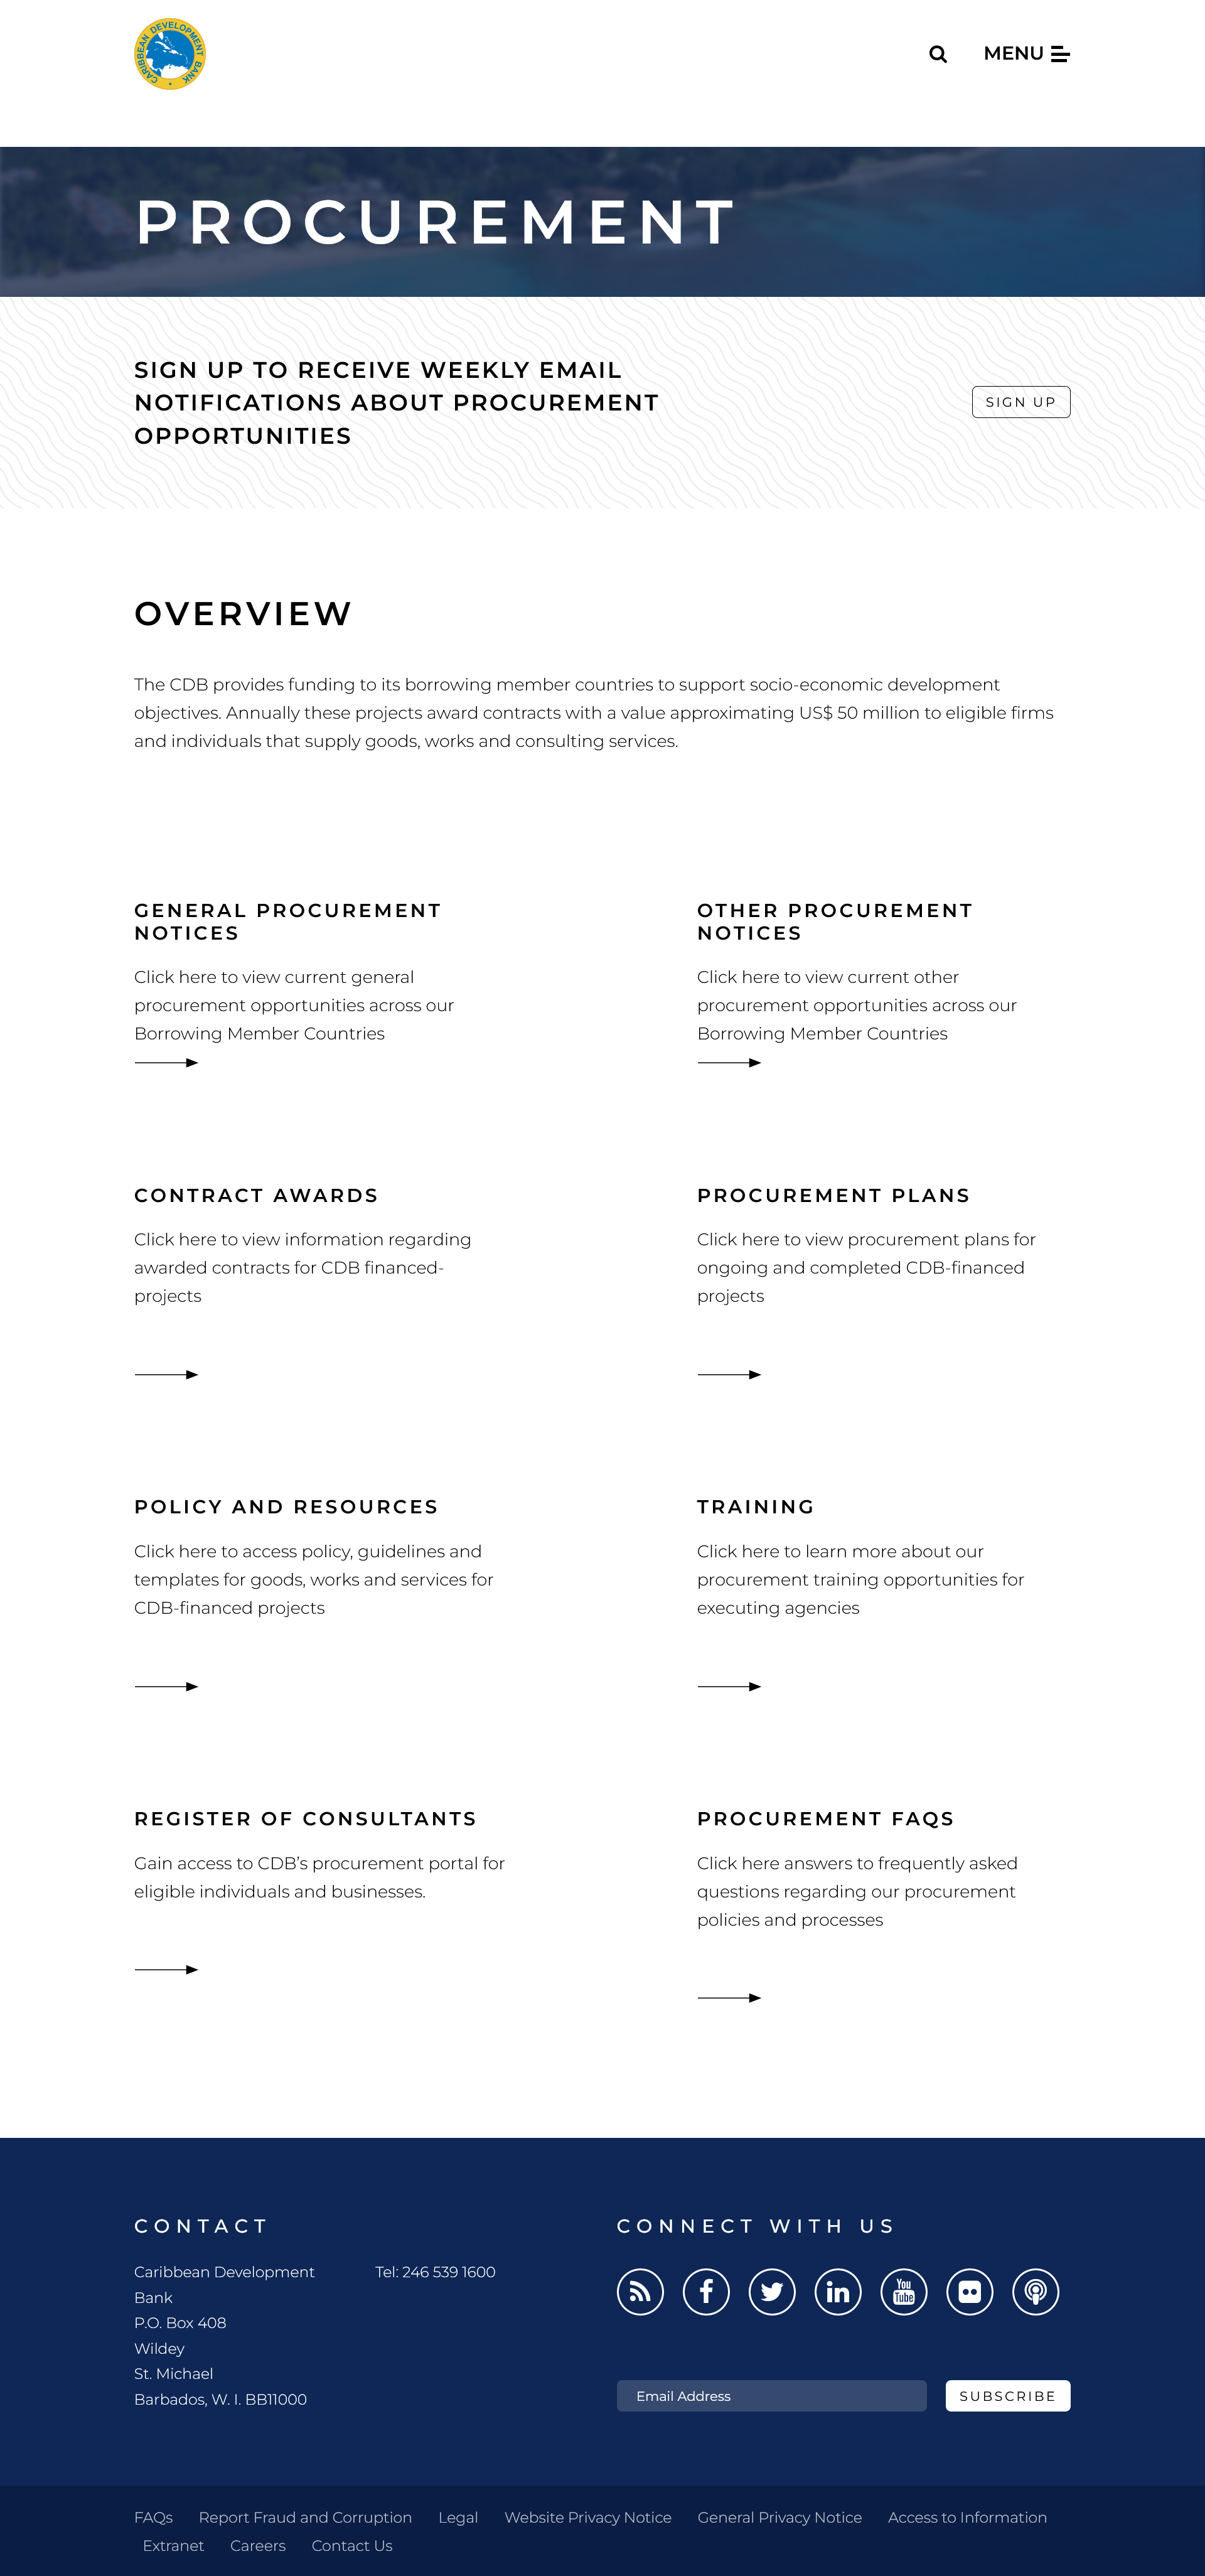 CARIBBEAN DEVELOPMENT BANK
MENU
PROCUREMENT
SIGN UP TO RECEIVE WEEKLY EMAIL
NOTIFICATIONS ABOUT PROCUREMENT
OPPORTUNITIES
SIGN UP
OVERVIEW
The CDB provides funding to its borrowing member countries to support socio-economic development
objectives. Annually these projects award contracts with a value approximating US$ 50 million to eligible firms
and individuals that supply goods, works and consulting services.
GENERAL PROCUREMENT
NOTICES
Click here to view current general
procurement opportunities across our
Borrowing Member Countries
OTHER PROCUREMENT
NOTICES
Click here to view current other
procurement opportunities across our
Borrowing Member Countries
CONTRACT AWARDS
Click here to view information regarding
awarded contracts for CDB financed-
projects
PROCUREMENT PLANS
Click here to view procurement plans for
ongoing and completed CDB-financed
projects
POLICY AND RESOURCES
Click here to access policy, guidelines and
templates for goods, works and services for
CDB-financed projects
TRAINING
Click here to learn more about our
procurement training opportunities for
executing agencies
REGISTER OF CONSULTANTS
Gain access to CDB’s procurement portal for
eligible individuals and businesses.
PROCUREMENT FAQS
Click here answers to frequently asked
questions regarding our procurement
policies and processes
CONTACT
Caribbean Development
Bank
P.O. Box 408
Wildey
St. Michael
Barbados, W. I. BB11000
Tel: 246 539 1600
CONNECT WITH US
You
Tube
Email Address
SUBSCRIBE
FAQs Report Fraud and Corruption Legal Website Privacy Notice General Privacy Notice Access to Information
Extranet Careers Contact Us